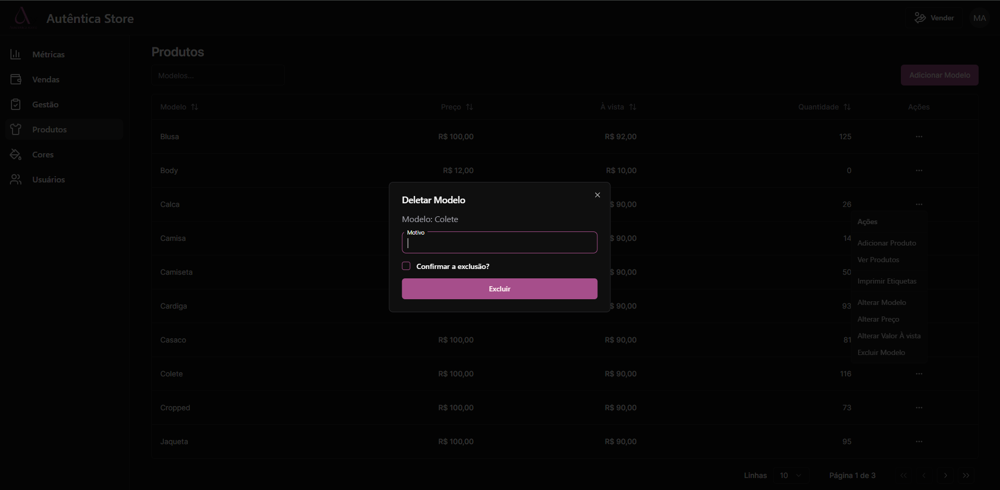 Autêntica Store
Vender
MA
Métricas
Vendas
Gestão
Produtos
Cores
Usuários
Produtos
Modelos...
Adicionar Modelo
Modelo Preço À vista Quantidade Ações
Blusa R$ 100,00 R$ 92,00 125 ...
Body R$ 12,00 R$ 10,00 0 ...
Calca $ 90,00 26 ...
Camisa $ 90,00 14
Camiseta $ 90,00 50
Cardiga $ 90,00 93
Casaco R$ 100,00 R$ 90,00 81
Colete R$ 100,00 R$ 90,00 116 ...
Cropped R$ 100,00 R$ 90,00 73 ...
Jaqueta R$ 100,00 R$ 90,00 95 ...
Deletar Modelo
Modelo: Colete
Motivo
Confirmar a exclusão?
Excluir
Ações
Adicionar Produto
Ver Produtos
Imprimir Etiquetas
Alterar Modelo
Alterar Preço
Alterar Valor À vista
Excluir Modelo
Linhas 10 Página 1 de 3